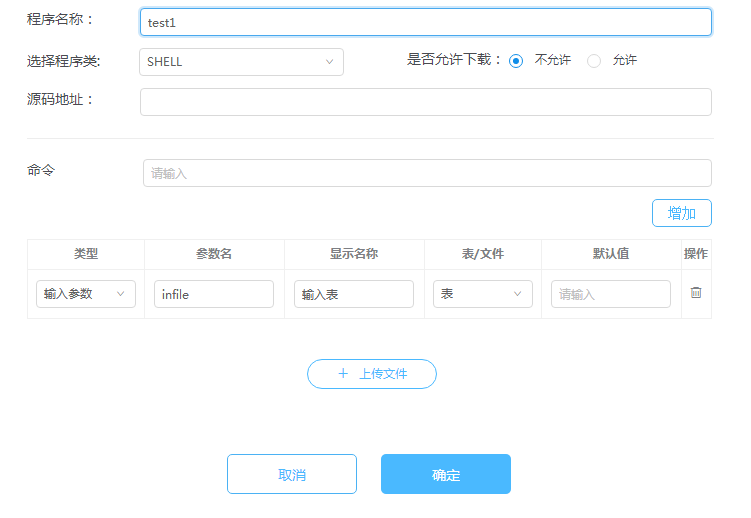 程序名称： test1
选择程序类: SHELL 是否允许下载： 不允许 允许
源码地址：
命令 请输入
增加
类型 参数名 显示名称 表/文件 默认值 操作
输入参数 infile 输入表 表 请输入
+ 上传文件
取消 确定